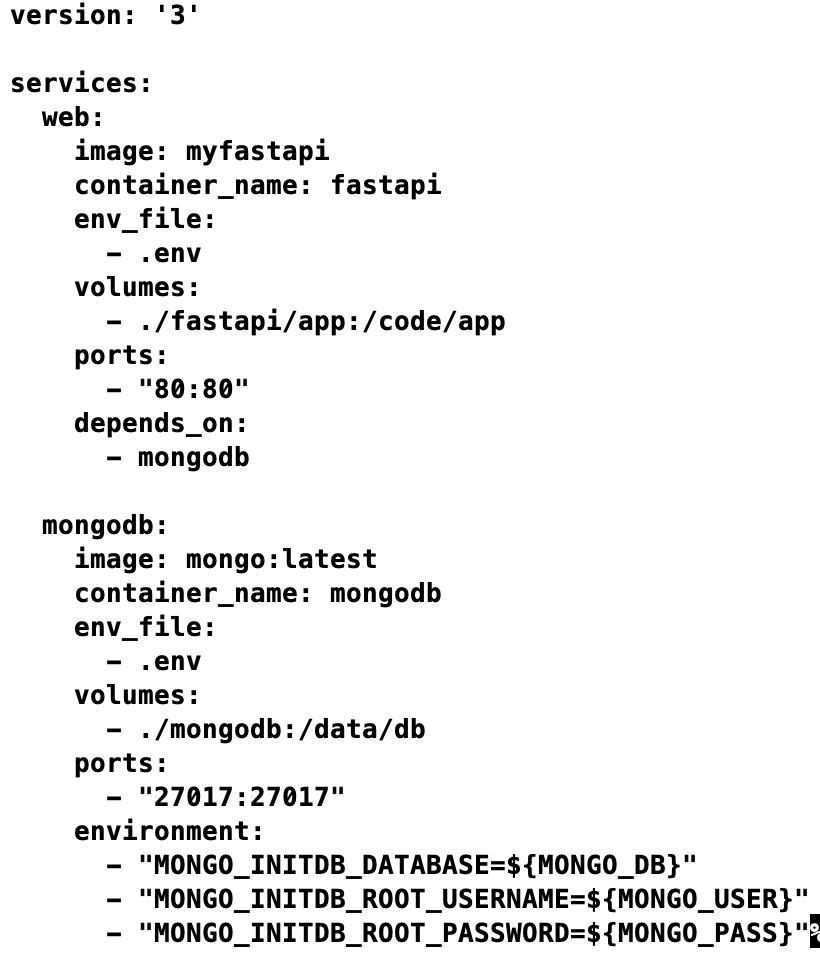 version: '3'

services:
  web:
    image: myfastapi
    container_name: fastapi
    env_file:
      - .env
    volumes:
      - ./fastapi/app:/code/app
    ports:
      - "80:80"
    depends_on:
      - mongodb

  mongodb:
    image: mongo:latest
    container_name: mongodb
    env_file:
      - .env
    volumes:
      - ./mongodb:/data/db
    ports:
      - "27017:27017"
    environment:
      - "MONGO_INITDB_DATABASE=${MONGO_DB}"
      - "MONGO_INITDB_ROOT_USERNAME=${MONGO_USER}"
      - "MONGO_INITDB_ROOT_PASSWORD=${MONGO_PASS}"%